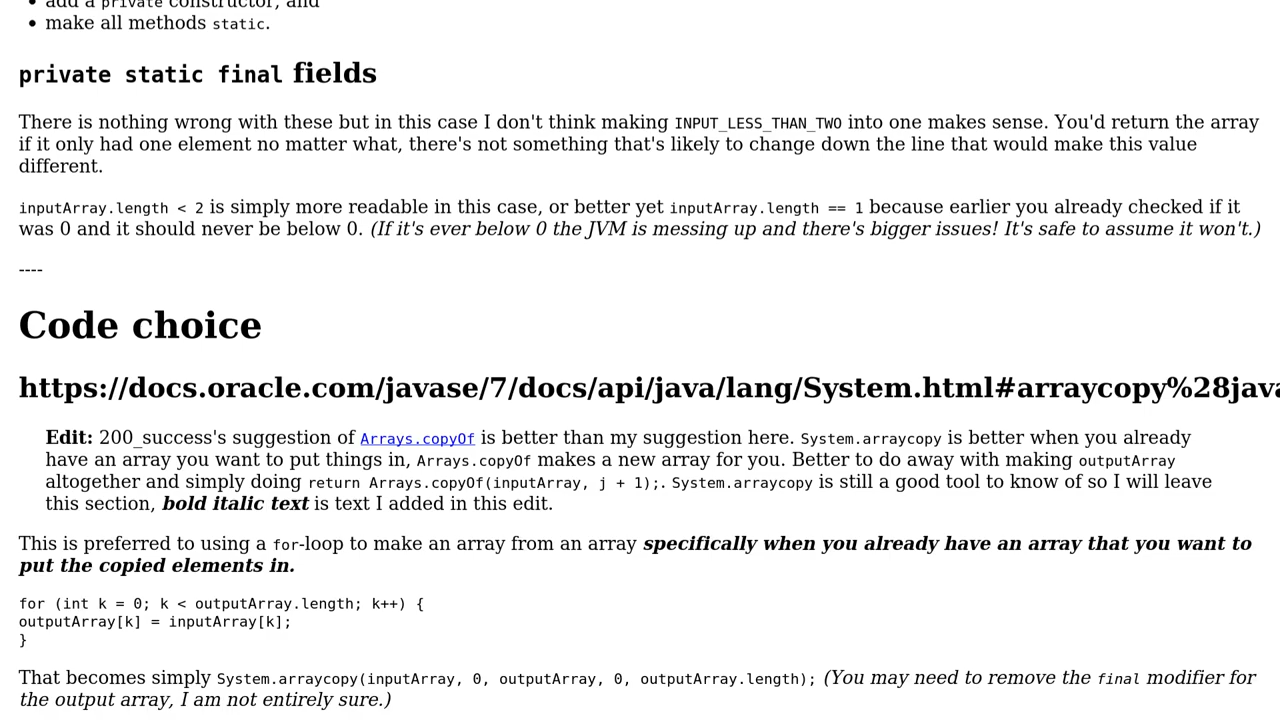 add a private constructor, and
make all methods static.
private static final fields
There is nothing wrong with these but in this case I don't think making INPUT_LESS_THAN_TWO into one makes sense. You'd return the array
if it only had one element no matter what, there's not something that's likely to change down the line that would make this value
different.
inputArray.length < 2 is simply more readable in this case, or better yet inputArray.length == 1 because earlier you already checked if it
was 0 and it should never be below 0. (If it's ever below 0 the JVM is messing up and there's bigger issues! It's safe to assume it won't.)
----
Code choice
https://docs.oracle.com/javase/7/docs/api/java/lang/System.html#arraycopy%28java
Edit: 200_success's suggestion of Arrays.copyOf is better than my suggestion here. System.arraycopy is better when you already
have an array you want to put things in, Arrays.copyOf makes a new array for you. Better to do away with making outputArray
altogether and simply doing return Arrays.copyOf(inputArray, j + 1);. System.arraycopy is still a good tool to know of so I will leave
this section, bold italic text is text I added in this edit.
This is preferred to using a for-loop to make an array from an array specifically when you already have an array that you want to
put the copied elements in.
for (int k = 0; k < outputArray.length; k++) {
outputArray[k] = inputArray[k];
}
That becomes simply System.arraycopy(inputArray, 0, outputArray, 0, outputArray.length); (You may need to remove the final modifier for
the output array, I am not entirely sure.)